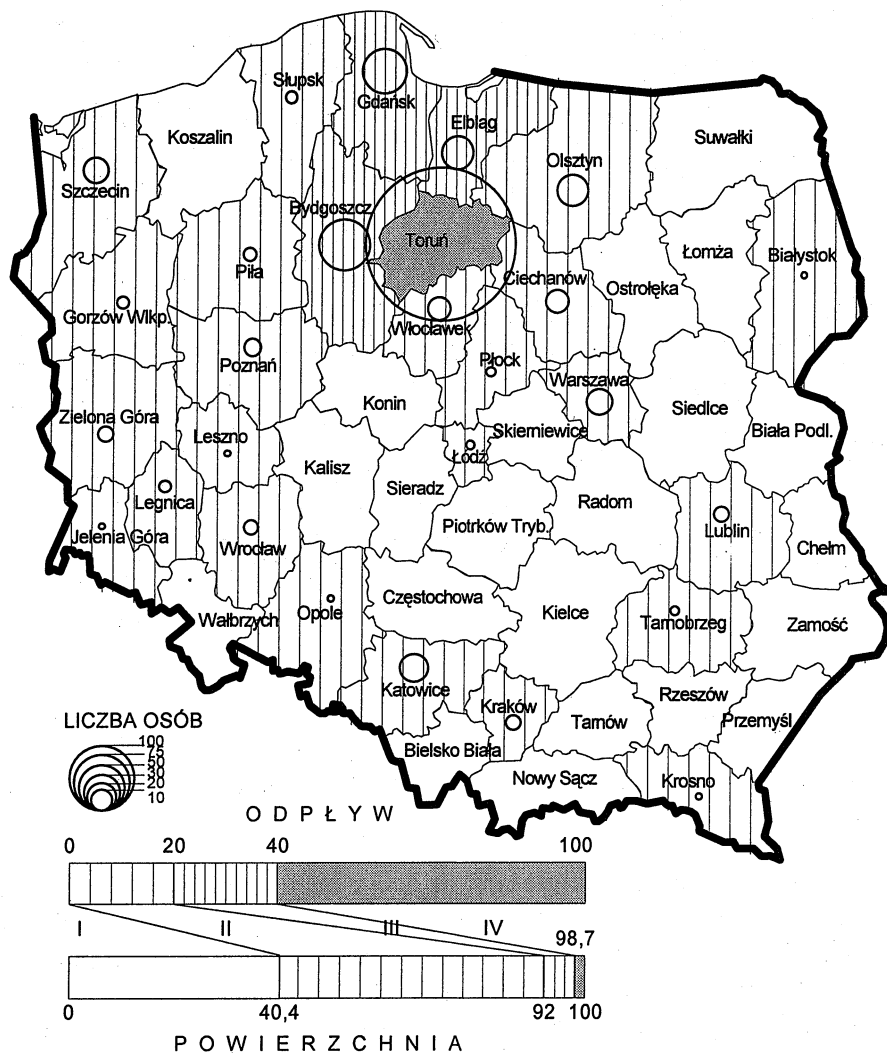 Słupsk
Gdańsk
Koszalin
Elbląg
Suwałki
Olsztyn
Szczecin
Bydgoszcz
Toruń
Łomża
Białystok
Piła
Ciechanów
Ostrołęka
Gorzów Wlkp.
Włocławek
Poznań
Płock
Warszawa
Konin
Siedlce
Zielona Góra
Leszno
Skierniewice
Biała Podl.
Łódź
Kalisz
Sieradz
Legnica
Radom
Jelenia Góra
Wrocław
Piotrków Tryb.
Lublin
Chełm
Częstochowa
Opole
Wałbrzych
Kielce
Tarnobrzeg
Zamość
Katowice
Kraków
Rzeszów
Tarnów
Przemyśl
Bielsko Biała
Nowy Sącz
Krosno
LICZBA OSÓB
100
75
50
30
20
10
ODPŁYW
0 20 40 100
I II III IV
98,7
0 40,4 92 100
POWIERZCHNIA